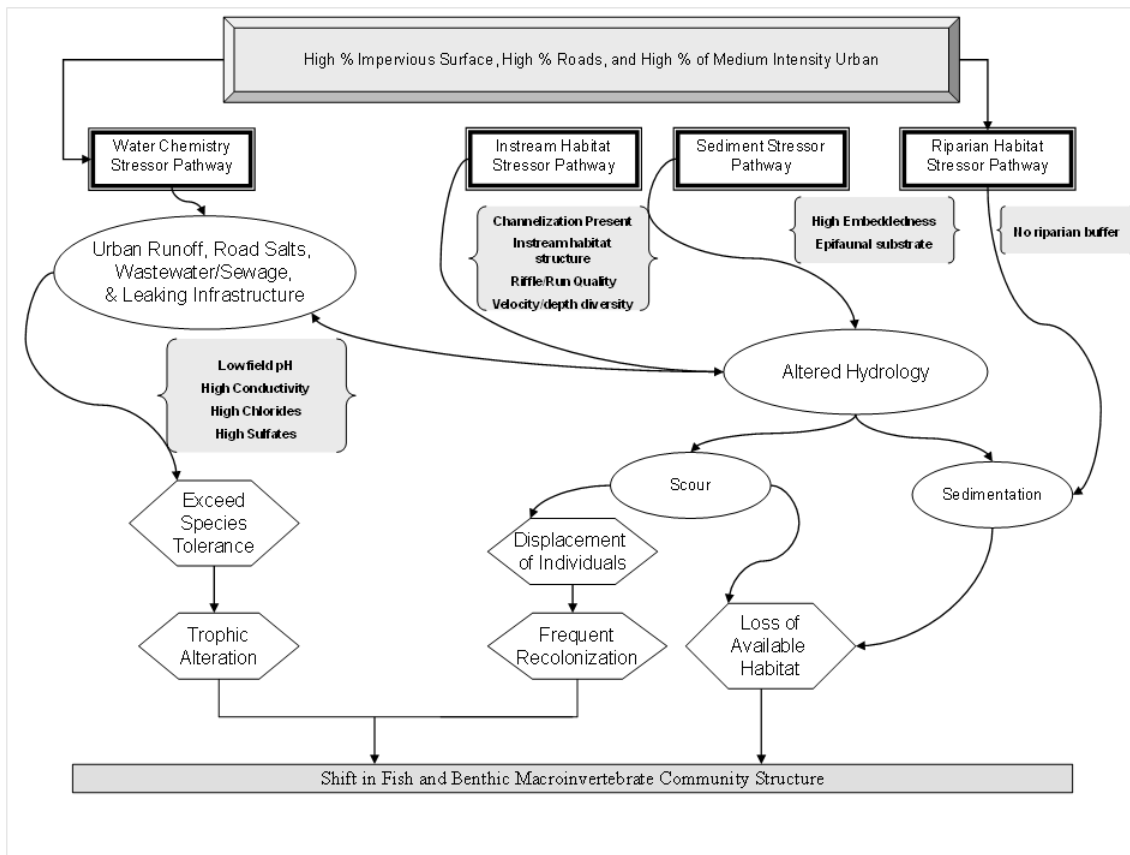 High % Impervious Surface, High % Roads, and High % of Medium Intensity Urban
Water Chemistry
Stressor Pathway
Instream Habitat
Stressor Pathway
Sediment Stressor
Pathway
Riparian Habitat
Stressor Pathway
Channelization Present
Instream habitat
structure
Riffle/Run Quality
Velocity/depth diversity
High Embeddedness
Epifaunal substrate
No riparian buffer
Urban Runoff, Road Salts,
Wastewater/Sewage,
& Leaking Infrastructure
Low field pH
High Conductivity
High Chlorides
High Sulfates
Altered Hydrology
Scour
Sedimentation
Exceed
Species
Tolerance
Displacement
of Individuals
Trophic
Alteration
Frequent
Recolonization
Loss of
Available
Habitat
Shift in Fish and Benthic Macroinvertebrate Community Structure